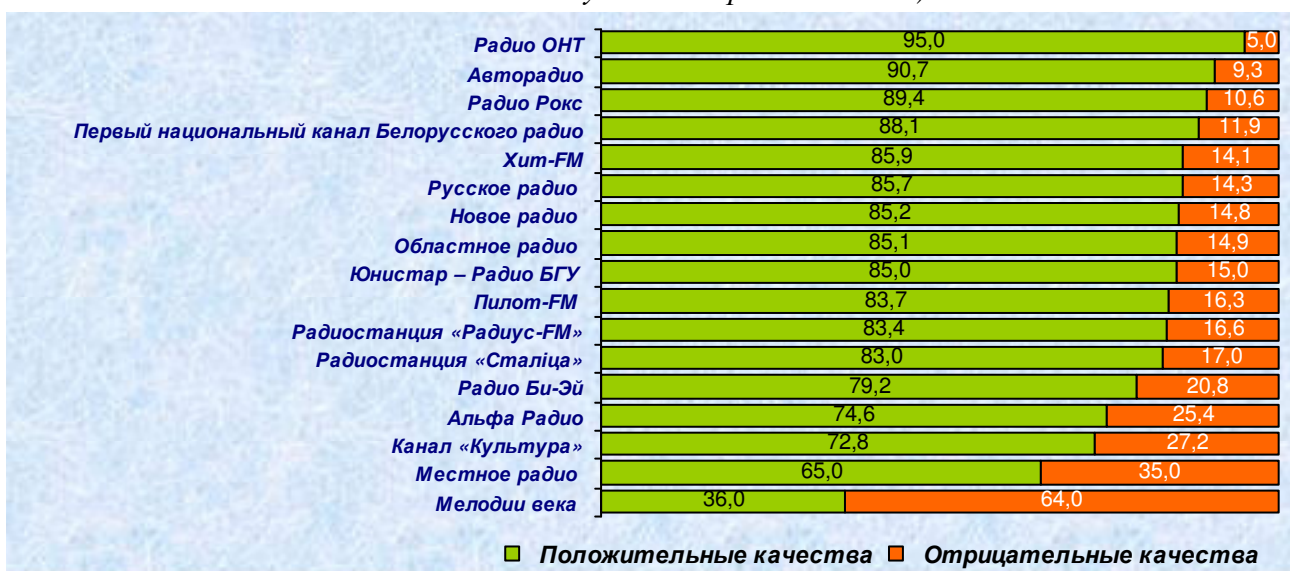 Радио ОНТ 95,0 5,0
Авторадио 90,7 9,3
Радио Рокс 89,4 10,6
Первый национальный канал Белорусского радио 88,1 11,9
Хит-FM 85,9 14,1
Русское радио 85,7 14,3
Новое радио 85,2 14,8
Областное радио 85,1 14,9
Юнистар – Радио БГУ 85,0 15,0
Пилот-FM 83,7 16,3
Радиостанция «Радиус-FM» 83,4 16,6
Радиостанция «Сталіца» 83,0 17,0
Радио Би-Эй 79,2 20,8
Альфа Радио 74,6 25,4
Канал «Культура» 72,8 27,2
Местное радио 65,0 35,0
Мелодии века 36,0 64,0
Положительные качества Отрицательные качества